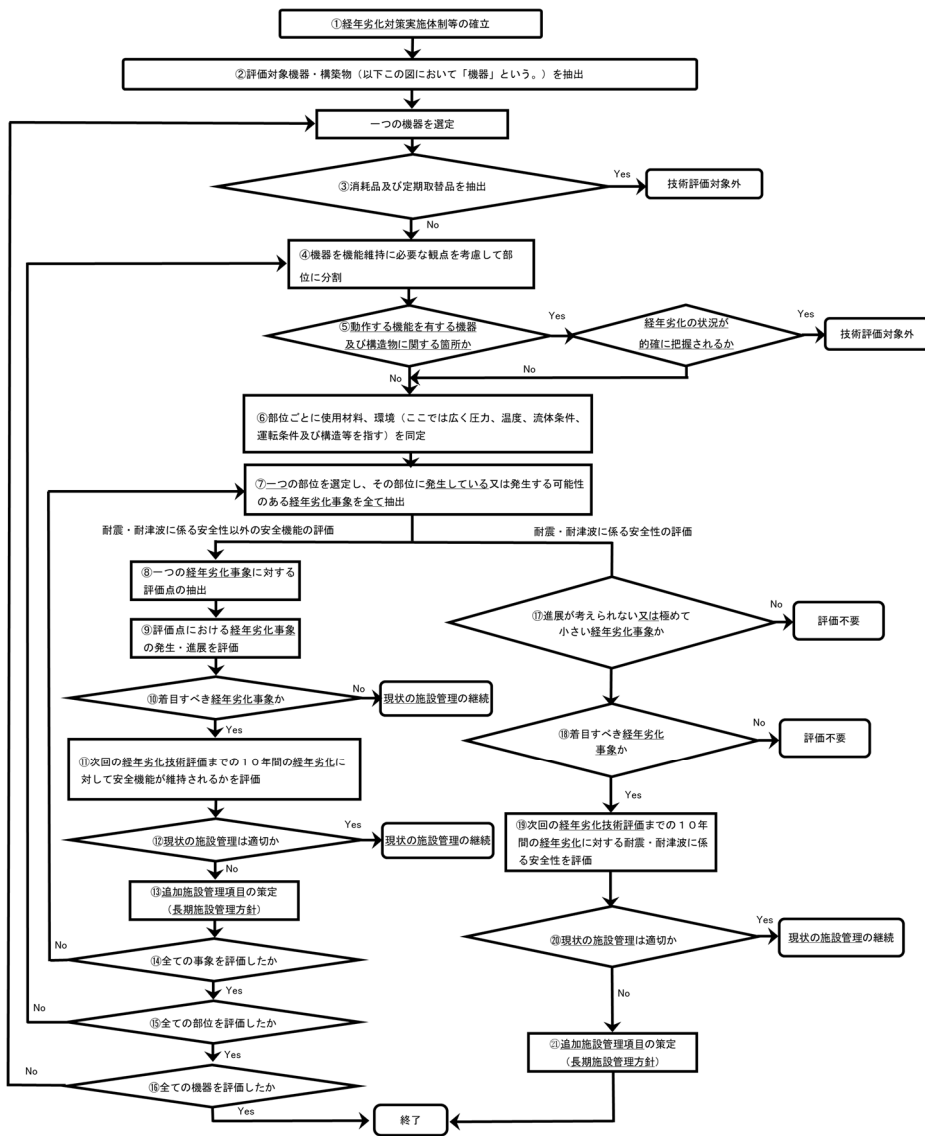 ①経年劣化対策実施体制等の確立
②評価対象機器・構築物（以下この図において「機器」という。）を抽出
一つの機器を選定
③消耗品及び定期取替品を抽出
Yes
技術評価対象外
No
④機器を機能維持に必要な観点を考慮して部
位に分割
⑤動作する機能を有する機器
及び構造物に関する箇所か
Yes
経年劣化の状況が
的確に把握されるか
Yes
技術評価対象外
No
No
⑥部位ごとに使用材料、環境（ここでは広く圧力、温度、流体条件、
運転条件及び構造等を指す）を同定
⑦一つの部位を選定し、その部位に発生している又は発生する可能性
のある経年劣化事象を全て抽出
耐震・耐津波に係る安全性以外の安全機能の評価
耐震・耐津波に係る安全性の評価
⑧一つの経年劣化事象に対する
評価点の抽出
⑨評価点における経年劣化事象
の発生・進展を評価
⑩着目すべき経年劣化事象か
No
現状の施設管理の継続
Yes
⑪次回の経年劣化技術評価までの１０年間の経年劣化に
対して安全機能が維持されるかを評価
⑫現状の施設管理は適切か
Yes
現状の施設管理の継続
No
⑬追加施設管理項目の策定
（長期施設管理方針）
⑭全ての事象を評価したか
No
Yes
⑮全ての部位を評価したか
No
Yes
⑯全ての機器を評価したか
No
Yes
終了
⑰進展が考えられない又は極めて
小さい経年劣化事象か
No
評価不要
⑱着目すべき経年劣化
事象か
No
評価不要
Yes
⑲次回の経年劣化技術評価までの１０年
間の経年劣化に対する耐震・耐津波に係
る安全性を評価
⑳現状の施設管理は適切か
Yes
現状の施設管理の継続
No
㉑追加施設管理項目の策定
（長期施設管理方針）